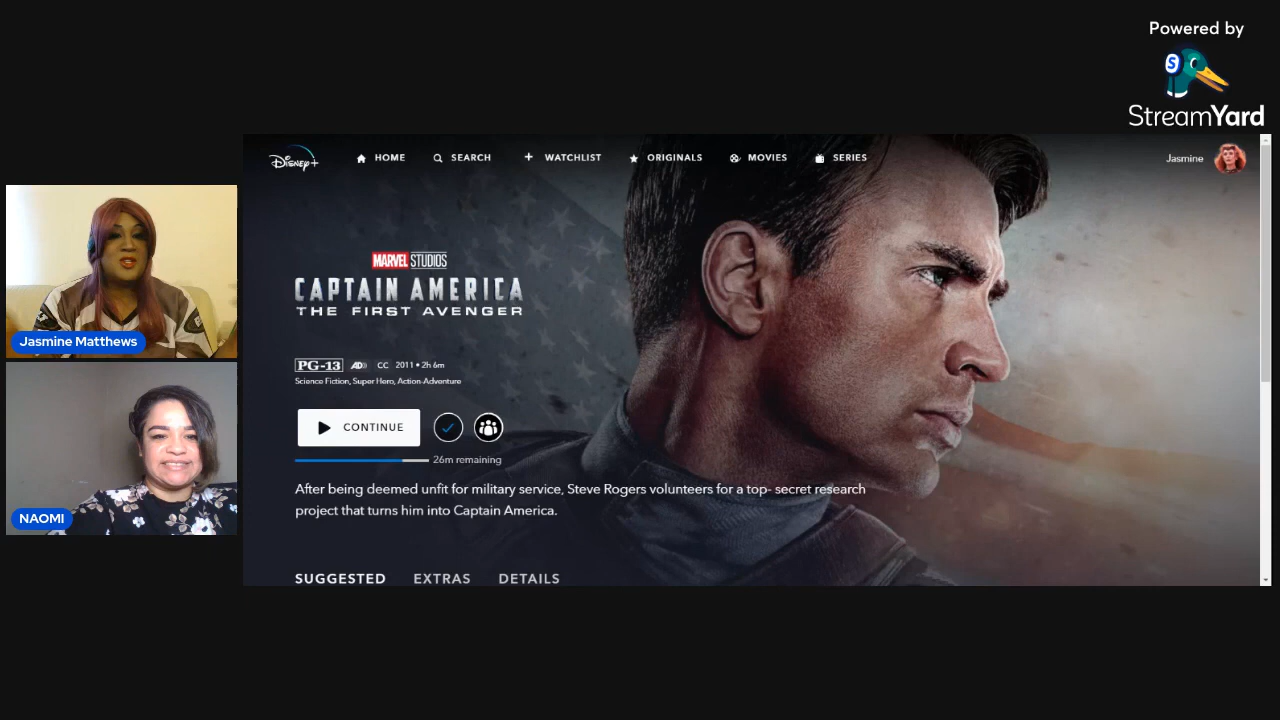 Powered by
S
StreamYard
Disney+
HOME
SEARCH
WATCHLIST
ORIGINALS
MOVIES
SERIES
Jasmine
Jasmine Matthews
NAOMI
MARVEL STUDIOS
CAPTAIN AMERICA
THE FIRST AVENGER
PG-13 AD CC 2011 • 2h 6m
Science Fiction, Super Hero, Action-Adventure
CONTINUE
26m remaining
After being deemed unfit for military service, Steve Rogers volunteers for a top- secret research
project that turns him into Captain America.
SUGGESTED
EXTRAS
DETAILS